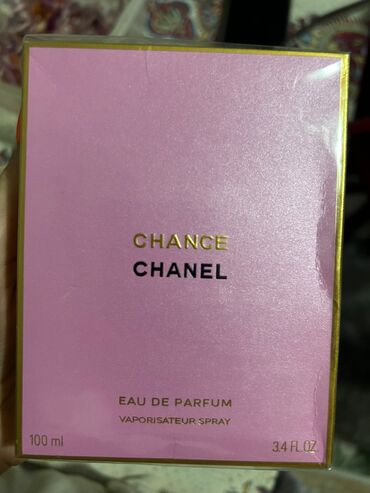 CHANCE
CHANEL
EAU DE PARFUM
VAPORISATEUR SPRAY
100 ml 3.4 FL.OZ